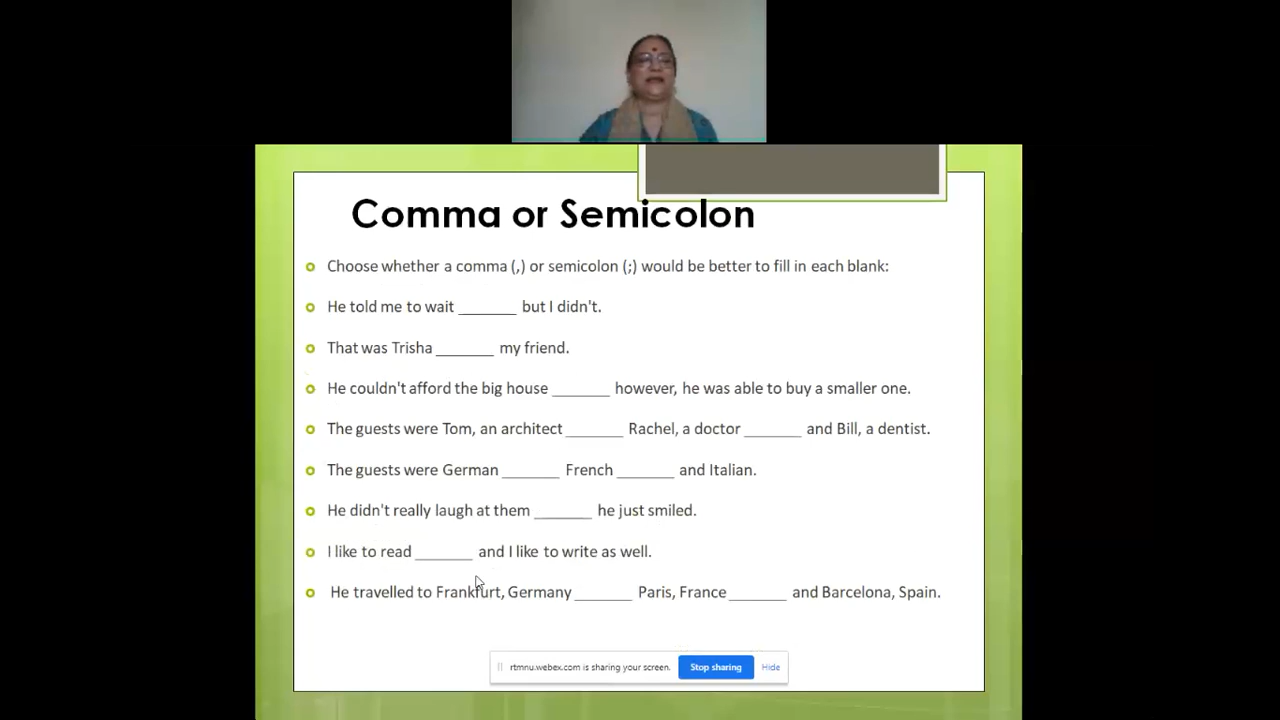 Comma or Semicolon
Choose whether a comma (,) or semicolon (;) would be better to fill in each blank:
He told me to wait _______ but I didn't.
That was Trisha _______ my friend.
He couldn't afford the big house _______ however, he was able to buy a smaller one.
The guests were Tom, an architect _______ Rachel, a doctor _______ and Bill, a dentist.
The guests were German _______ French _______ and Italian.
He didn't really laugh at them _______ he just smiled.
I like to read _______ and I like to write as well.
He travelled to Frankfurt, Germany _______ Paris, France _______ and Barcelona, Spain.
rtmnu.webex.com is sharing your screen. Stop sharing Hide